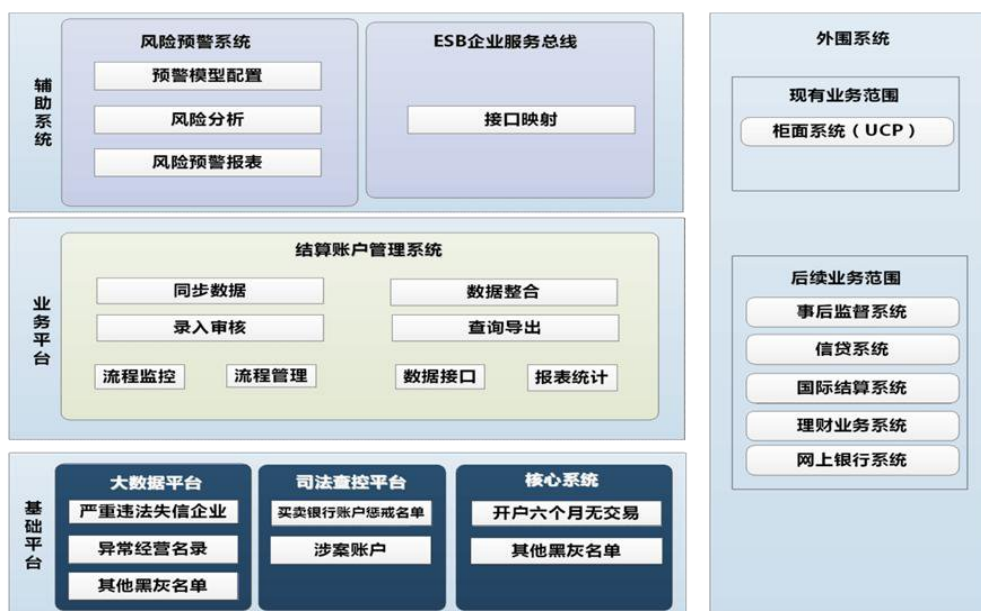 辅助系统
风险预警系统
预警模型配置
风险分析
风险预警报表
ESB企业服务总线
接口映射
业务平台
结算账户管理系统
同步数据
数据整合
录入审核
查询导出
流程监控
流程管理
数据接口
报表统计
基础平台
大数据平台
严重违法失信企业
异常经营名录
其他黑灰名单
司法查控平台
买卖银行账户惩戒名单
涉案账户
核心系统
开户六个月无交易
其他黑灰名单
外围系统
现有业务范围
柜面系统（UCP）
后续业务范围
事后监督系统
信贷系统
国际结算系统
理财业务系统
网上银行系统